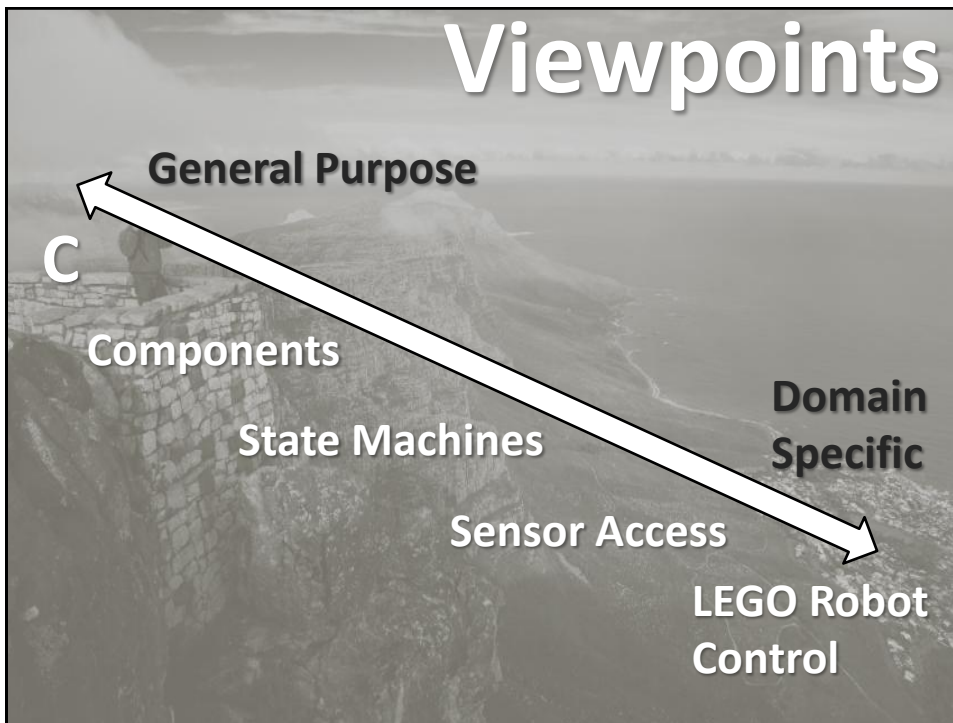 Viewpoints
General Purpose
C
Components
Domain
Specific
State Machines
Sensor Access
LEGO Robot
Control